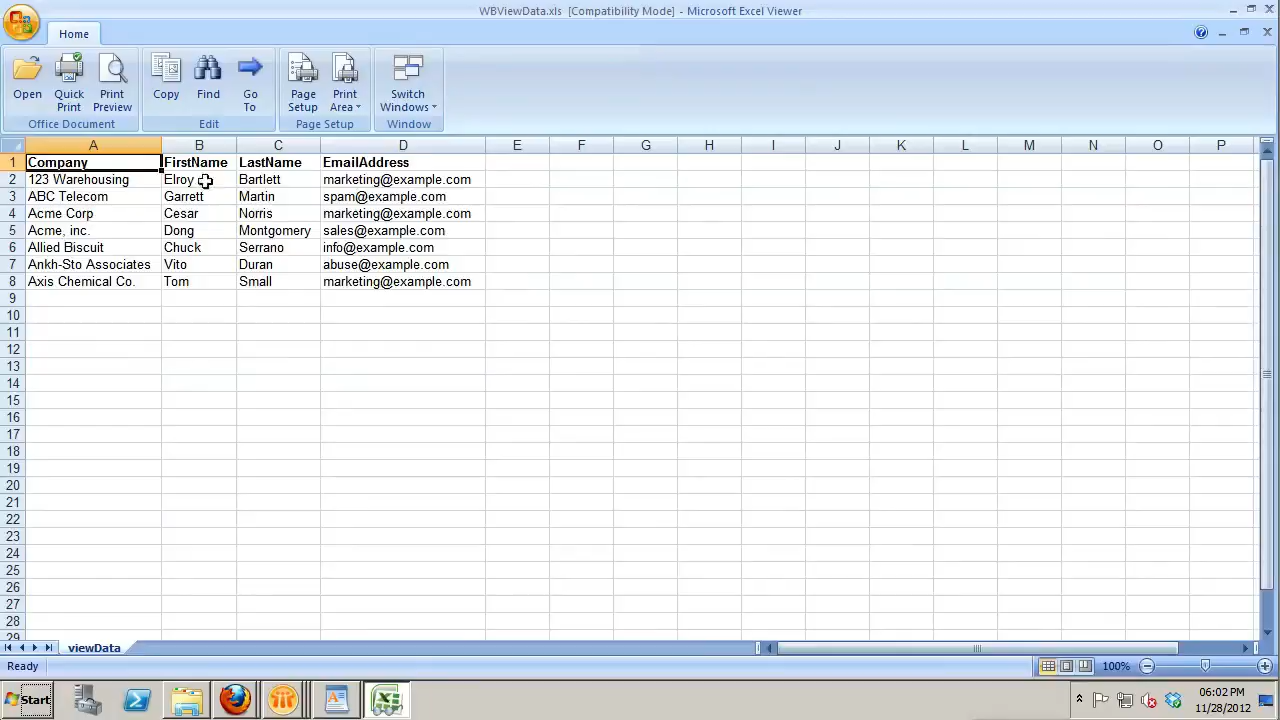 WBViewData.xls [Compatibility Mode] - Microsoft Excel Viewer
Home
Open Quick Print Print Preview Copy Find Go To Page Setup Print Area Switch Windows
Office Document Edit Page Setup Window
A B C D E F G H I J K L M N O P
1 Company FirstName LastName EmailAddress
2 123 Warehousing Elroy Bartlett marketing@example.com
3 ABC Telecom Garrett Martin spam@example.com
4 Acme Corp Cesar Norris marketing@example.com
5 Acme, inc. Dong Montgomery sales@example.com
6 Allied Biscuit Chuck Serrano info@example.com
7 Ankh-Sto Associates Vito Duran abuse@example.com
8 Axis Chemical Co. Tom Small marketing@example.com
9
10
11
12
13
14
15
16
17
18
19
20
21
22
23
24
25
26
27
28
29
viewData
Ready 100%
Start 06:02 PM
11/28/2012